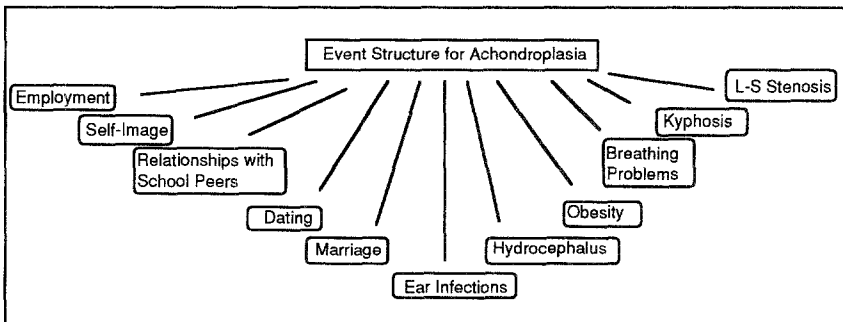 Event Structure for Achondroplasia
L-S Stenosis
Employment
Kyphosis
Self-Image
Relationships with
School Peers
Breathing
Problems
Dating
Obesity
Marriage
Hydrocephalus
Ear Infections